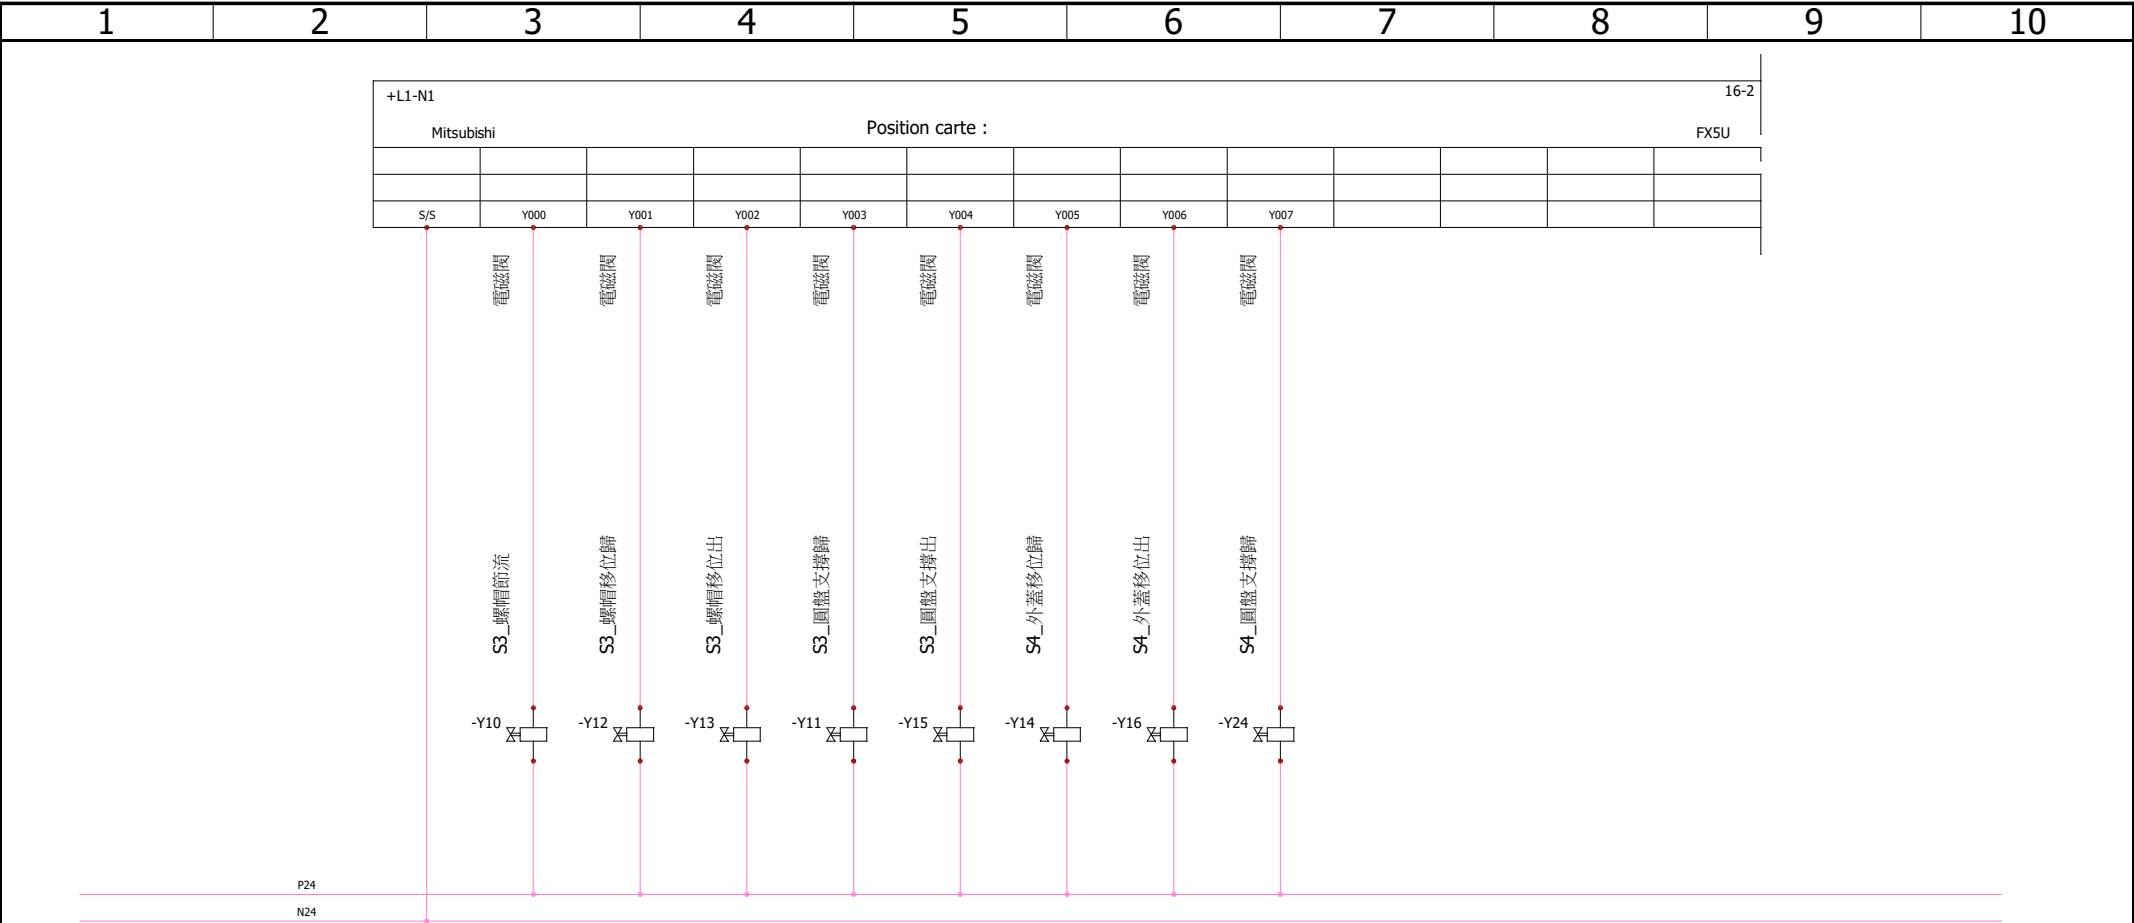 1 2 3 4 5 6 7 8 9 10
+L1-N1 16-2
Mitsubishi Position carte : FX5U
S/S Y000 Y001 Y002 Y003 Y004 Y005 Y006 Y007
電磁閥 電磁閥 電磁閥 電磁閥 電磁閥 電磁閥 電磁閥 電磁閥
S3_螺帽節流
S3_螺帽移位歸
S3_螺帽移位出
S3_圓盤支撐歸
S3_圓盤支撐出
S4_外蓋移位歸
S4_外蓋移位出
S4_圓盤支撐歸
-Y10 -Y12 -Y13 -Y11 -Y15 -Y14 -Y16 -Y24
P24
N24